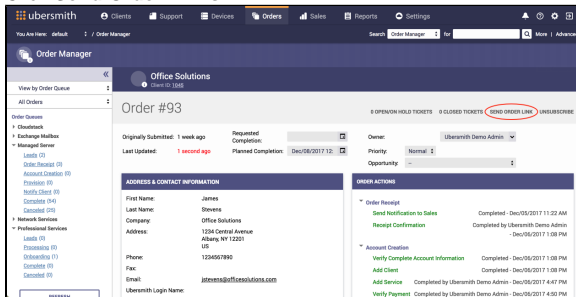 ubersmith Clients Support Devices Orders Sales Reports Settings
You Are Here: default / Order Manager Search Order Manager for More | Advanced
Order Manager
View by Order Queue
All Orders
Order Queues
Cloudstack
Exchange Mailbox
Managed Server
Leads (3)
Order Receipt (3)
Account Creation (0)
Provision (0)
Notify Client (0)
Complete (54)
Canceled (25)
Network Services
Professional Services
Leads (0)
Processing (0)
Onboarding (1)
Complete (0)
Canceled (0)
REFRESH
Office Solutions
Client ID: 1045
Order #93
0 OPEN/ON HOLD TICKETS 0 CLOSED TICKETS SEND ORDER LINK UNSUBSCRIBE
Originally Submitted: 1 week ago
Last Updated: 1 second ago
Requested Completion:
Planned Completion: Dec/08/2017 12:
Owner: Ubersmith Demo Admin
Priority: Normal
Opportunity: --
ADDRESS & CONTACT INFORMATION
First Name: James
Last Name: Stevens
Company: Office Solutions
Address: 1234 Central Avenue
Albany, NY 12201
US
Phone: 1234567890
Fax:
Email: jstevens@officesolutions.com
Ubersmith Login Name:
ORDER ACTIONS
Order Receipt
Send Notification to Sales Completed - Dec/05/2017 11:22 AM
Receipt Confirmation Completed by Ubersmith Demo Admin
- Dec/06/2017 1:08 PM
Account Creation
Verify Complete Account Information Completed - Dec/06/2017 1:08 PM
Add Client Completed - Dec/06/2017 1:08 PM
Add Service Completed by Ubersmith Demo Admin - Dec/06/2017 4:47 PM
Verify Payment Completed by Ubersmith Demo Admin - Dec/06/2017 4:50 PM